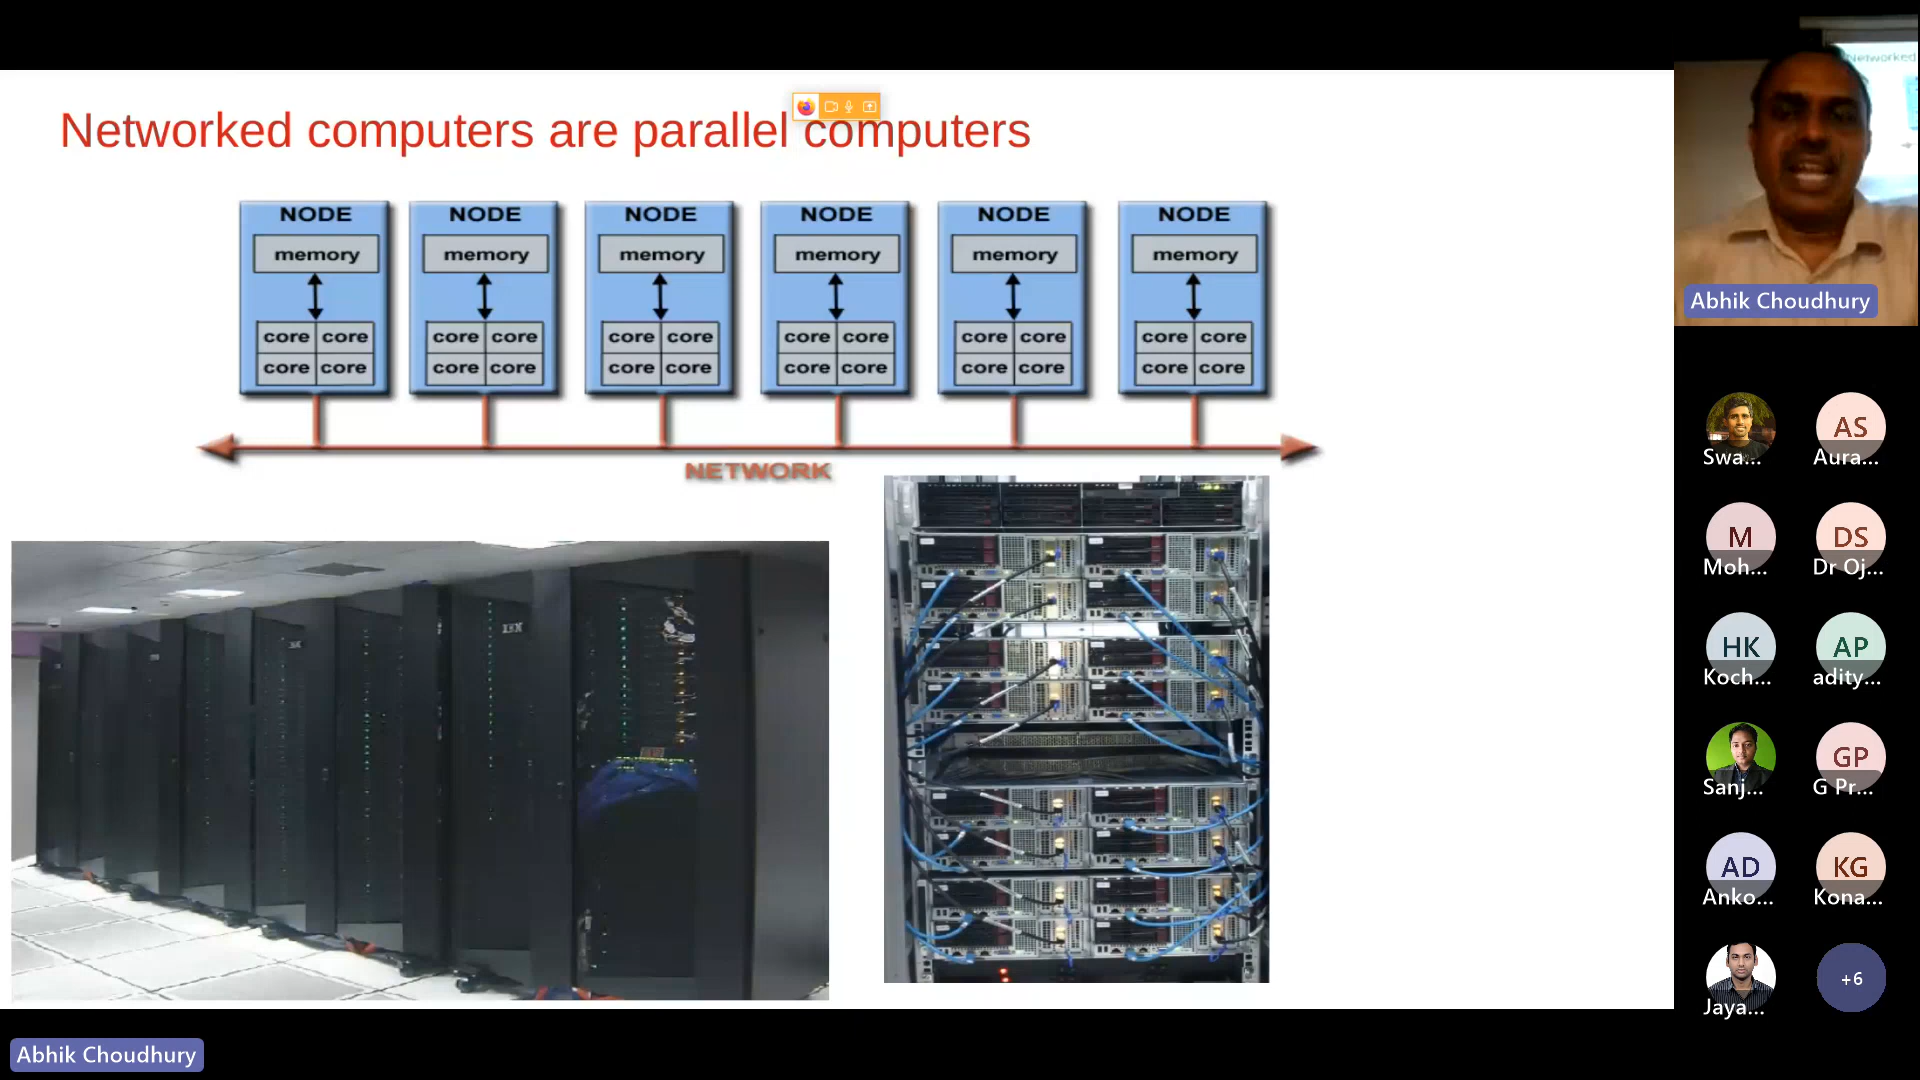 Networked computers are parallel computers
NODE NODE NODE NODE NODE NODE
memory memory memory memory memory memory
core core core core core core core core core core core core
core core core core core core core core core core core core
NETWORK
IBM
Networked
Abhik Choudhury
Swa...
AS
Aura...
M
Moh...
DS
Dr Oj...
HK
Koch...
AP
adity...
Sanj...
GP
G Pr...
AD
Anko...
KG
Kona...
Jaya...
+6
Abhik Choudhury